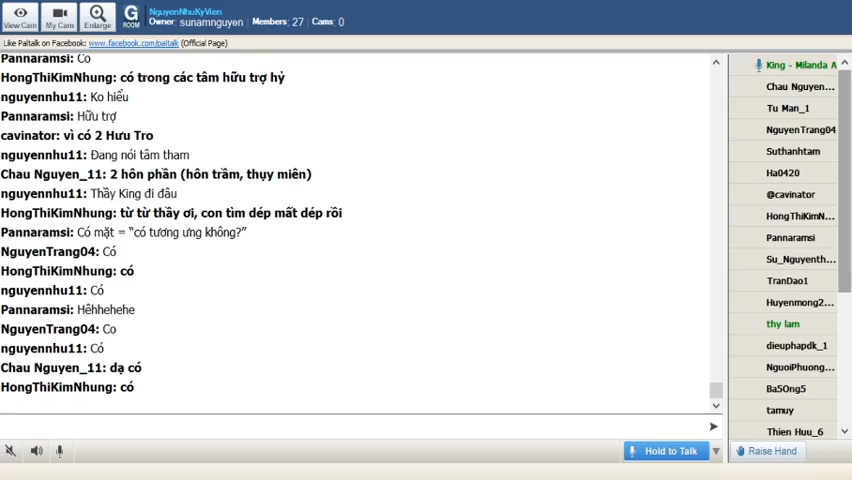 View Cam
My Cam
Enlarge
G
ROOM
NguyenNhuKyVien
Owner: sunamnguyen Members: 27 Cams: 0
Like Paltalk on Facebook: www.facebook.com/paltalk (Official Page)
Pannaramsi: Có
HongThiKimNhung: có trong các tâm hữu trợ hỷ
nguyennhu11: Ko hiểu
Pannaramsi: Hữu trợ
cavinator: vì có 2 Hưu Tro
nguyennhu11: Đang nói tâm tham
Chau Nguyen_11: 2 hôn phần (hôn trầm, thụy miên)
nguyennhu11: Thầy King đi đâu
HongThiKimNhung: từ từ thầy ơi, con tìm dép mất dép rồi
Pannaramsi: Có mặt = “có tương ưng không?”
NguyenTrang04: Có
HongThiKimNhung: có
nguyennhu11: Có
Pannaramsi: Hêhhehehe
NguyenTrang04: Co
nguyennhu11: Có
Chau Nguyen_11: dạ có
HongThiKimNhung: có
Hold to Talk
King - Milanda A
Chau Nguyen...
Tu Man_1
NguyenTrang04
Suthanhtam
Ha0420
@cavinator
HongThiKimN...
Pannaramsi
Su_Nguyenth...
TranDao1
Huyenmong2...
thy lam
dieuphapdk_1
NguoiPhuong...
Ba5Ong5
tamuy
Thien Huu_6
Raise Hand